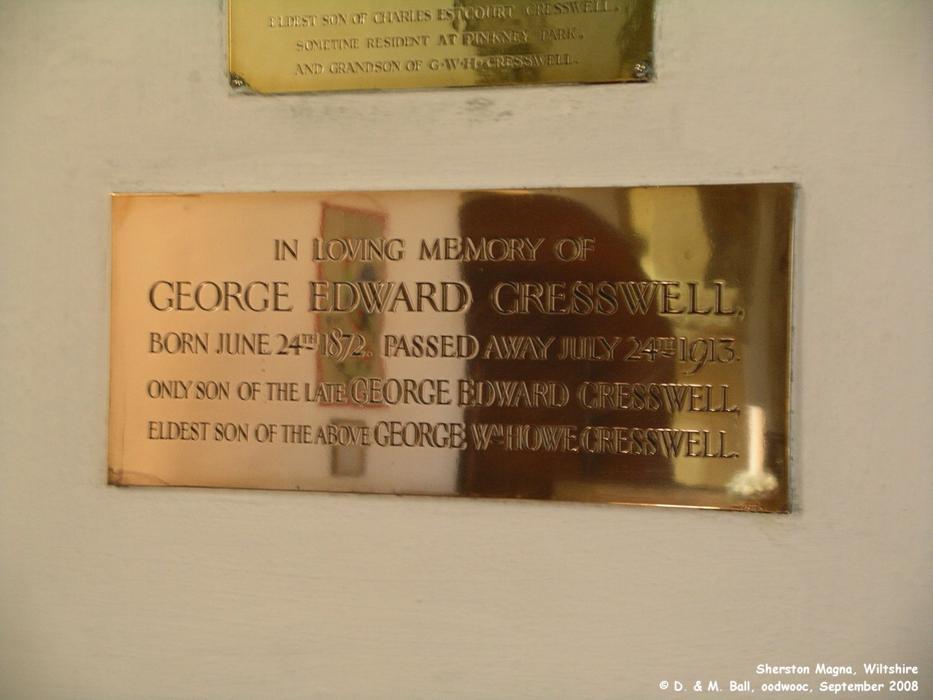 ELDEST SON OF CHARLES ESTCOURT CRESSWELL,
SOMETIME RESIDENT AT PINKNEY PARK,
AND GRANDSON OF G·W·H·CRESSWELL.
IN LOVING MEMORY OF
GEORGE EDWARD CRESSWELL,
BORN JUNE 24TH 1872. PASSED AWAY JULY 24TH 1913.
ONLY SON OF THE LATE GEORGE EDWARD CRESSWELL,
ELDEST SON OF THE ABOVE GEORGE WM HOWE CRESSWELL.
Sherston Magna, Wiltshire
© D. & M. Ball, oodwooc, September 2008